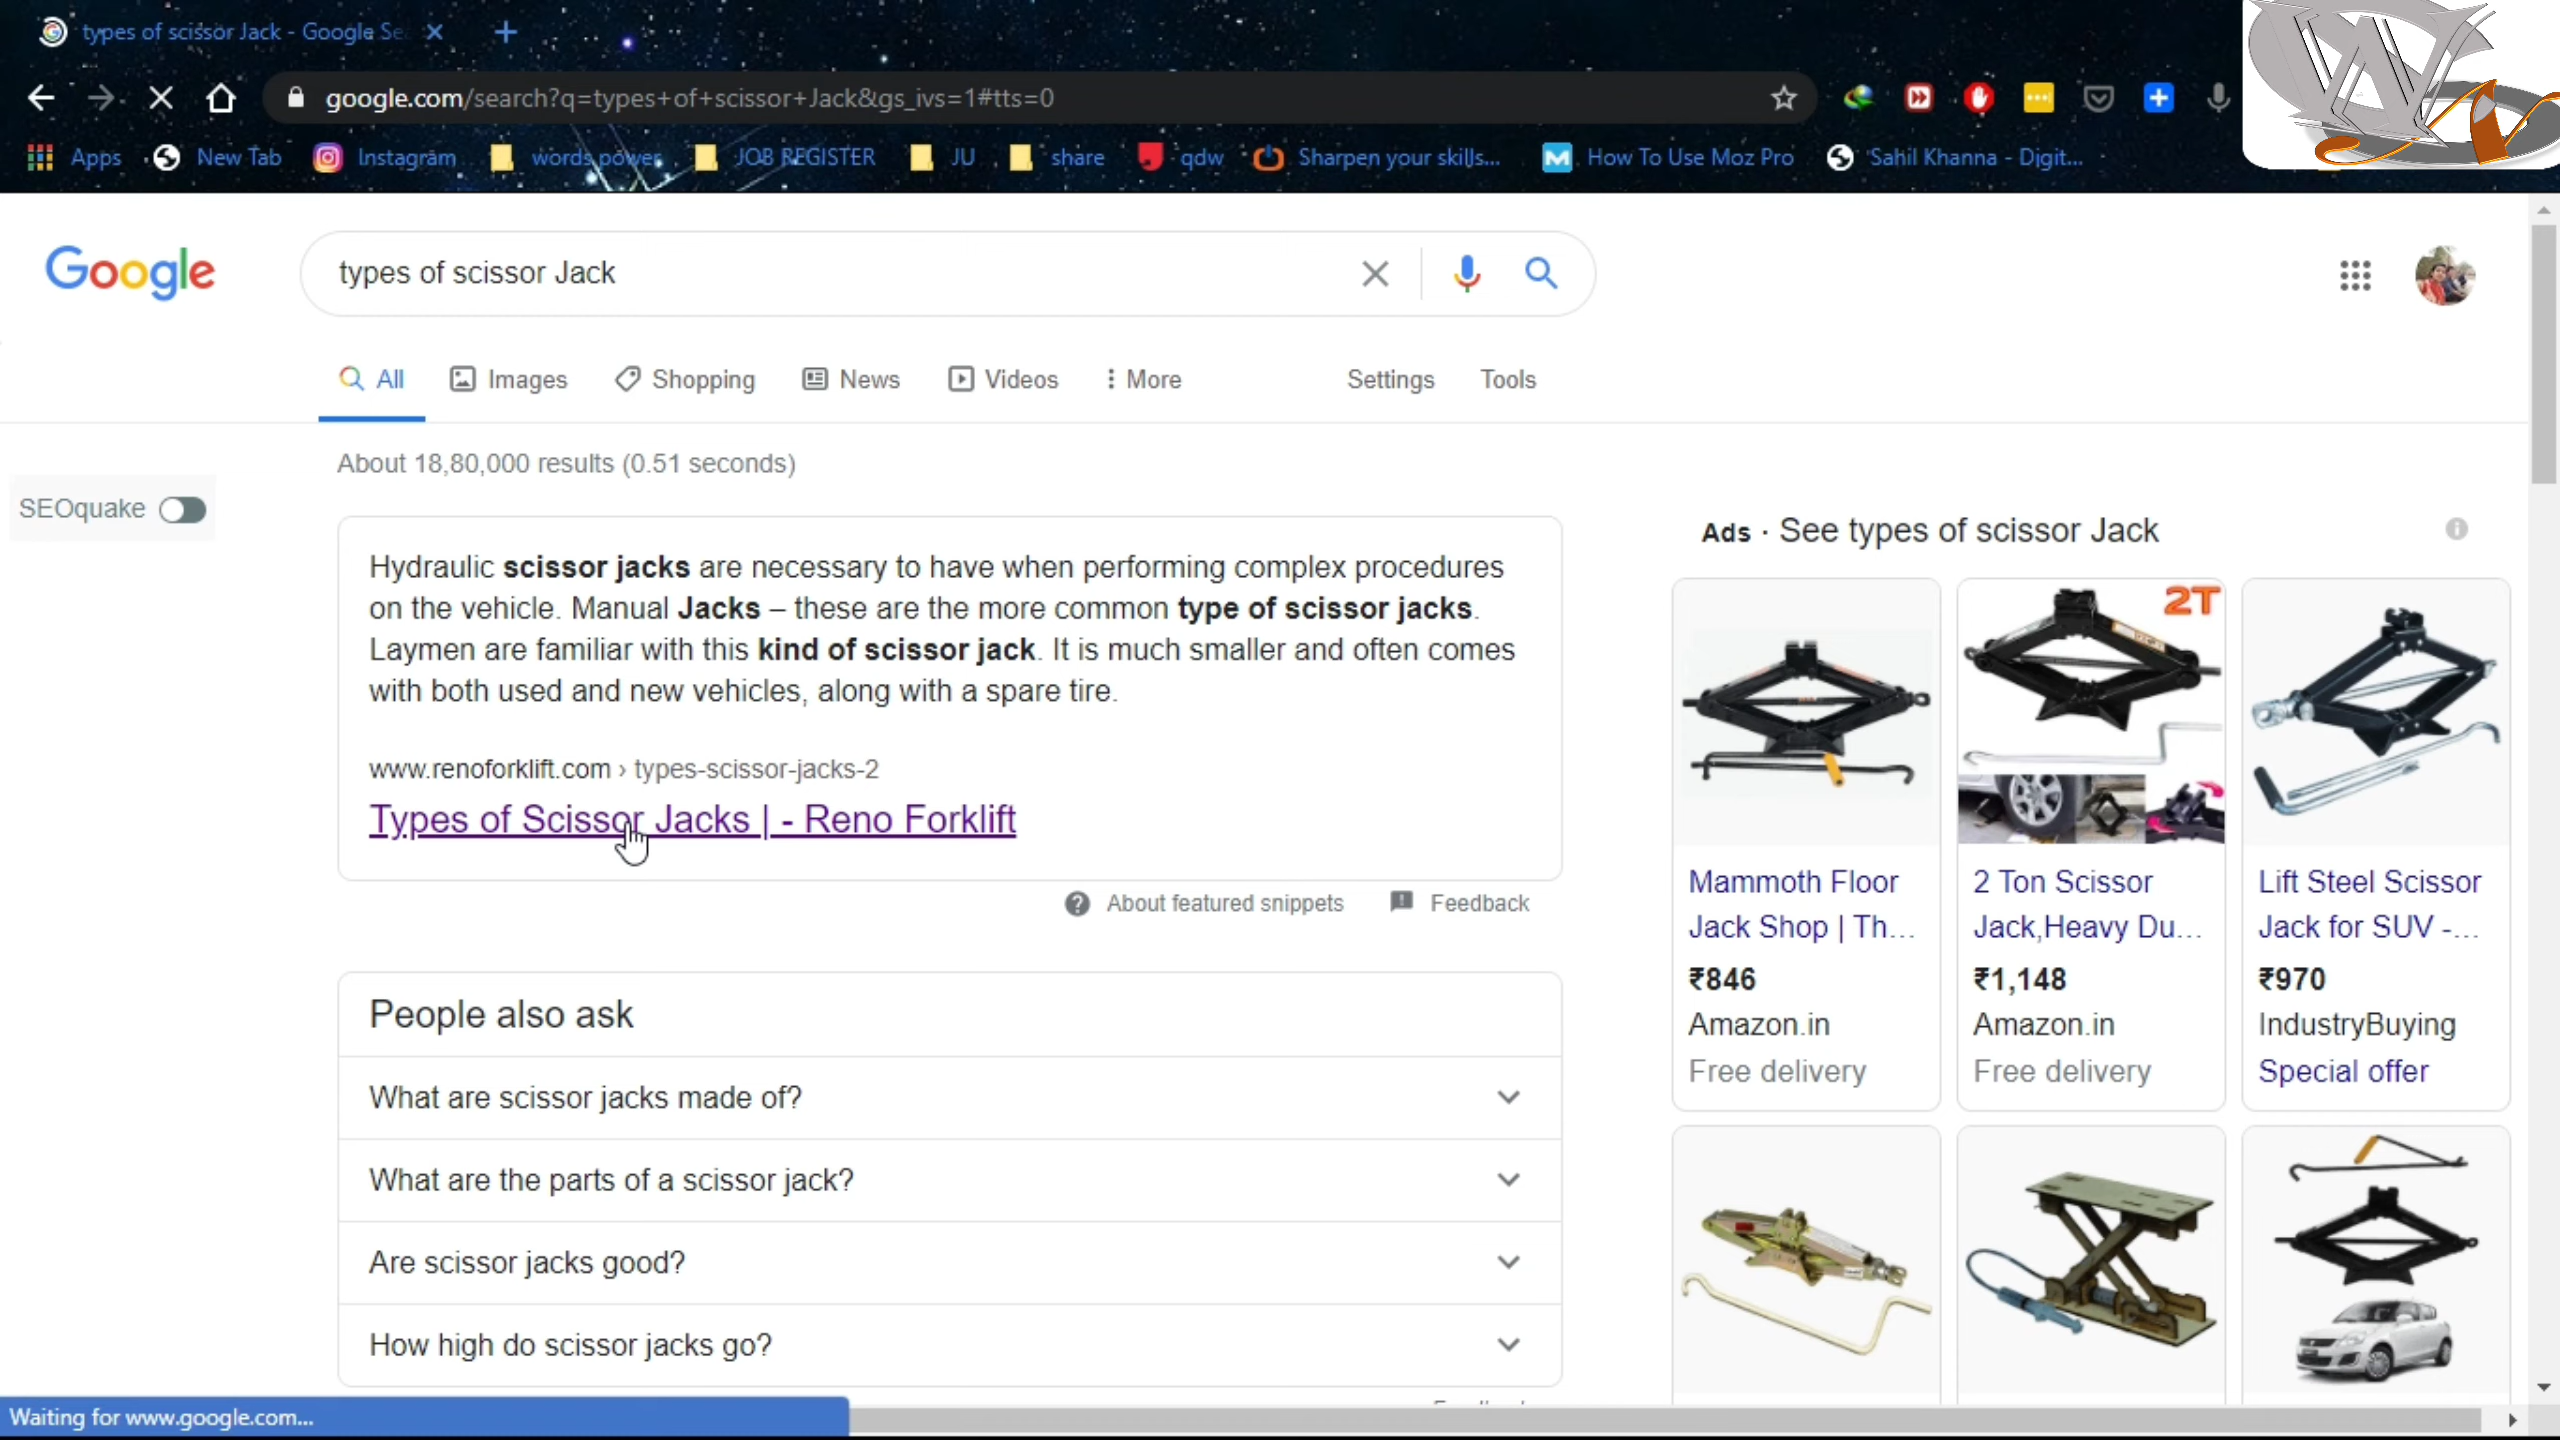 types of scissor Jack - Google Se
google.com/search?q=types+of+scissor+Jack&gs_ivs=1#tts=0
Apps
New Tab
Instagram
words power
JOB REGISTER
JU
share
qdw
Sharpen your skills...
How To Use Moz Pro
Sahil Khanna - Digit...
Google
types of scissor Jack
All
Images
Shopping
News
Videos
More
Settings
Tools
About 18,80,000 results (0.51 seconds)
SEOquake
Hydraulic scissor jacks are necessary to have when performing complex procedures
on the vehicle. Manual Jacks – these are the more common type of scissor jacks.
Laymen are familiar with this kind of scissor jack. It is much smaller and often comes
with both used and new vehicles, along with a spare tire.
www.renoforklift.com › types-scissor-jacks-2
Types of Scissor Jacks | - Reno Forklift
About featured snippets
Feedback
People also ask
What are scissor jacks made of?
What are the parts of a scissor jack?
Are scissor jacks good?
How high do scissor jacks go?
Ads · See types of scissor Jack
2T
Mammoth Floor
Jack Shop | Th...
₹846
Amazon.in
Free delivery
2 Ton Scissor
Jack,Heavy Du...
₹1,148
Amazon.in
Free delivery
Lift Steel Scissor
Jack for SUV -...
₹970
IndustryBuying
Special offer
Waiting for www.google.com...